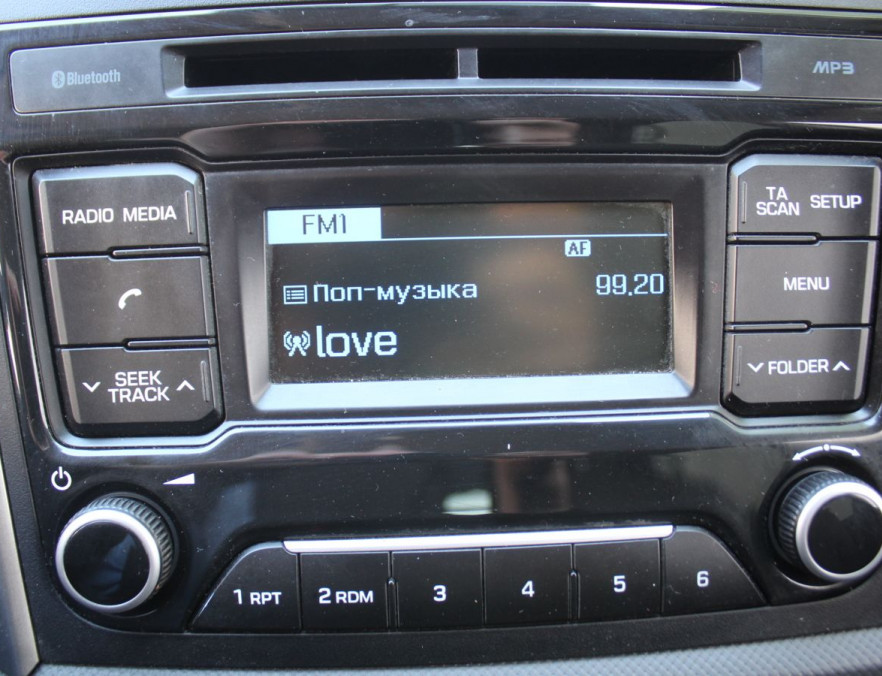 Bluetooth
MP3
RADIO MEDIA
TA
SCAN SETUP
FM1
AF
MENU
Поп-музыка 99.20
love
SEEK
TRACK
FOLDER
1 RPT 2 RDM 3 4 5 6